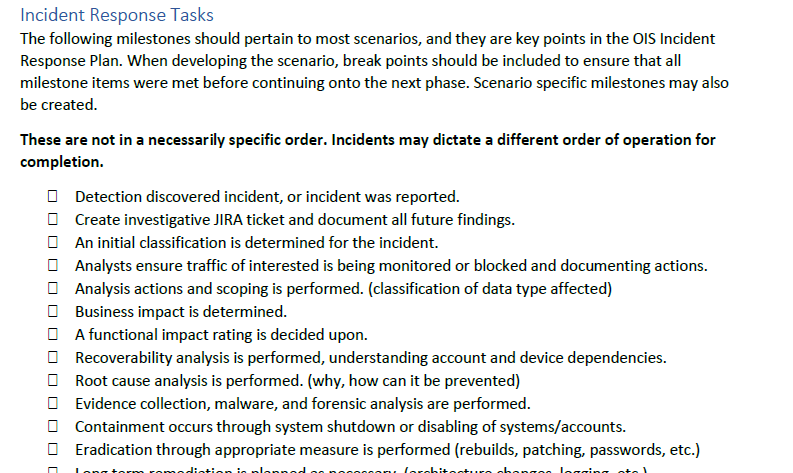 Incident Response Tasks
The following milestones should pertain to most scenarios, and they are key points in the OIS Incident
Response Plan. When developing the scenario, break points should be included to ensure that all
milestone items were met before continuing onto the next phase. Scenario specific milestones may also
be created.
These are not in a necessarily specific order. Incidents may dictate a different order of operation for
completion.
Detection discovered incident, or incident was reported.
Create investigative JIRA ticket and document all future findings.
An initial classification is determined for the incident.
Analysts ensure traffic of interested is being monitored or blocked and documenting actions.
Analysis actions and scoping is performed. (classification of data type affected)
Business impact is determined.
A functional impact rating is decided upon.
Recoverability analysis is performed, understanding account and device dependencies.
Root cause analysis is performed. (why, how can it be prevented)
Evidence collection, malware, and forensic analysis are performed.
Containment occurs through system shutdown or disabling of systems/accounts.
Eradication through appropriate measure is performed (rebuilds, patching, passwords, etc.)
Long term remediation is planned as necessary. (architecture changes, logging, etc.)